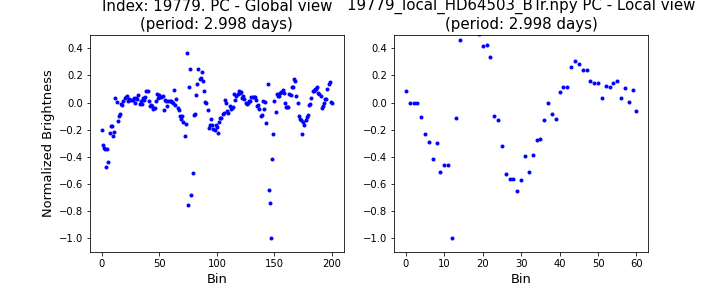 Index: 19779. PC - Global view
(period: 2.998 days)
19779_local_HD64503_BTr.npy PC - Local view
(period: 2.998 days)
Normalized Brightness
0.4
0.2
0.0
−0.2
−0.4
−0.6
−0.8
−1.0
0 50 100 150 200
Bin
0.4
0.2
0.0
−0.2
−0.4
−0.6
−0.8
−1.0
0 10 20 30 40 50 60
Bin